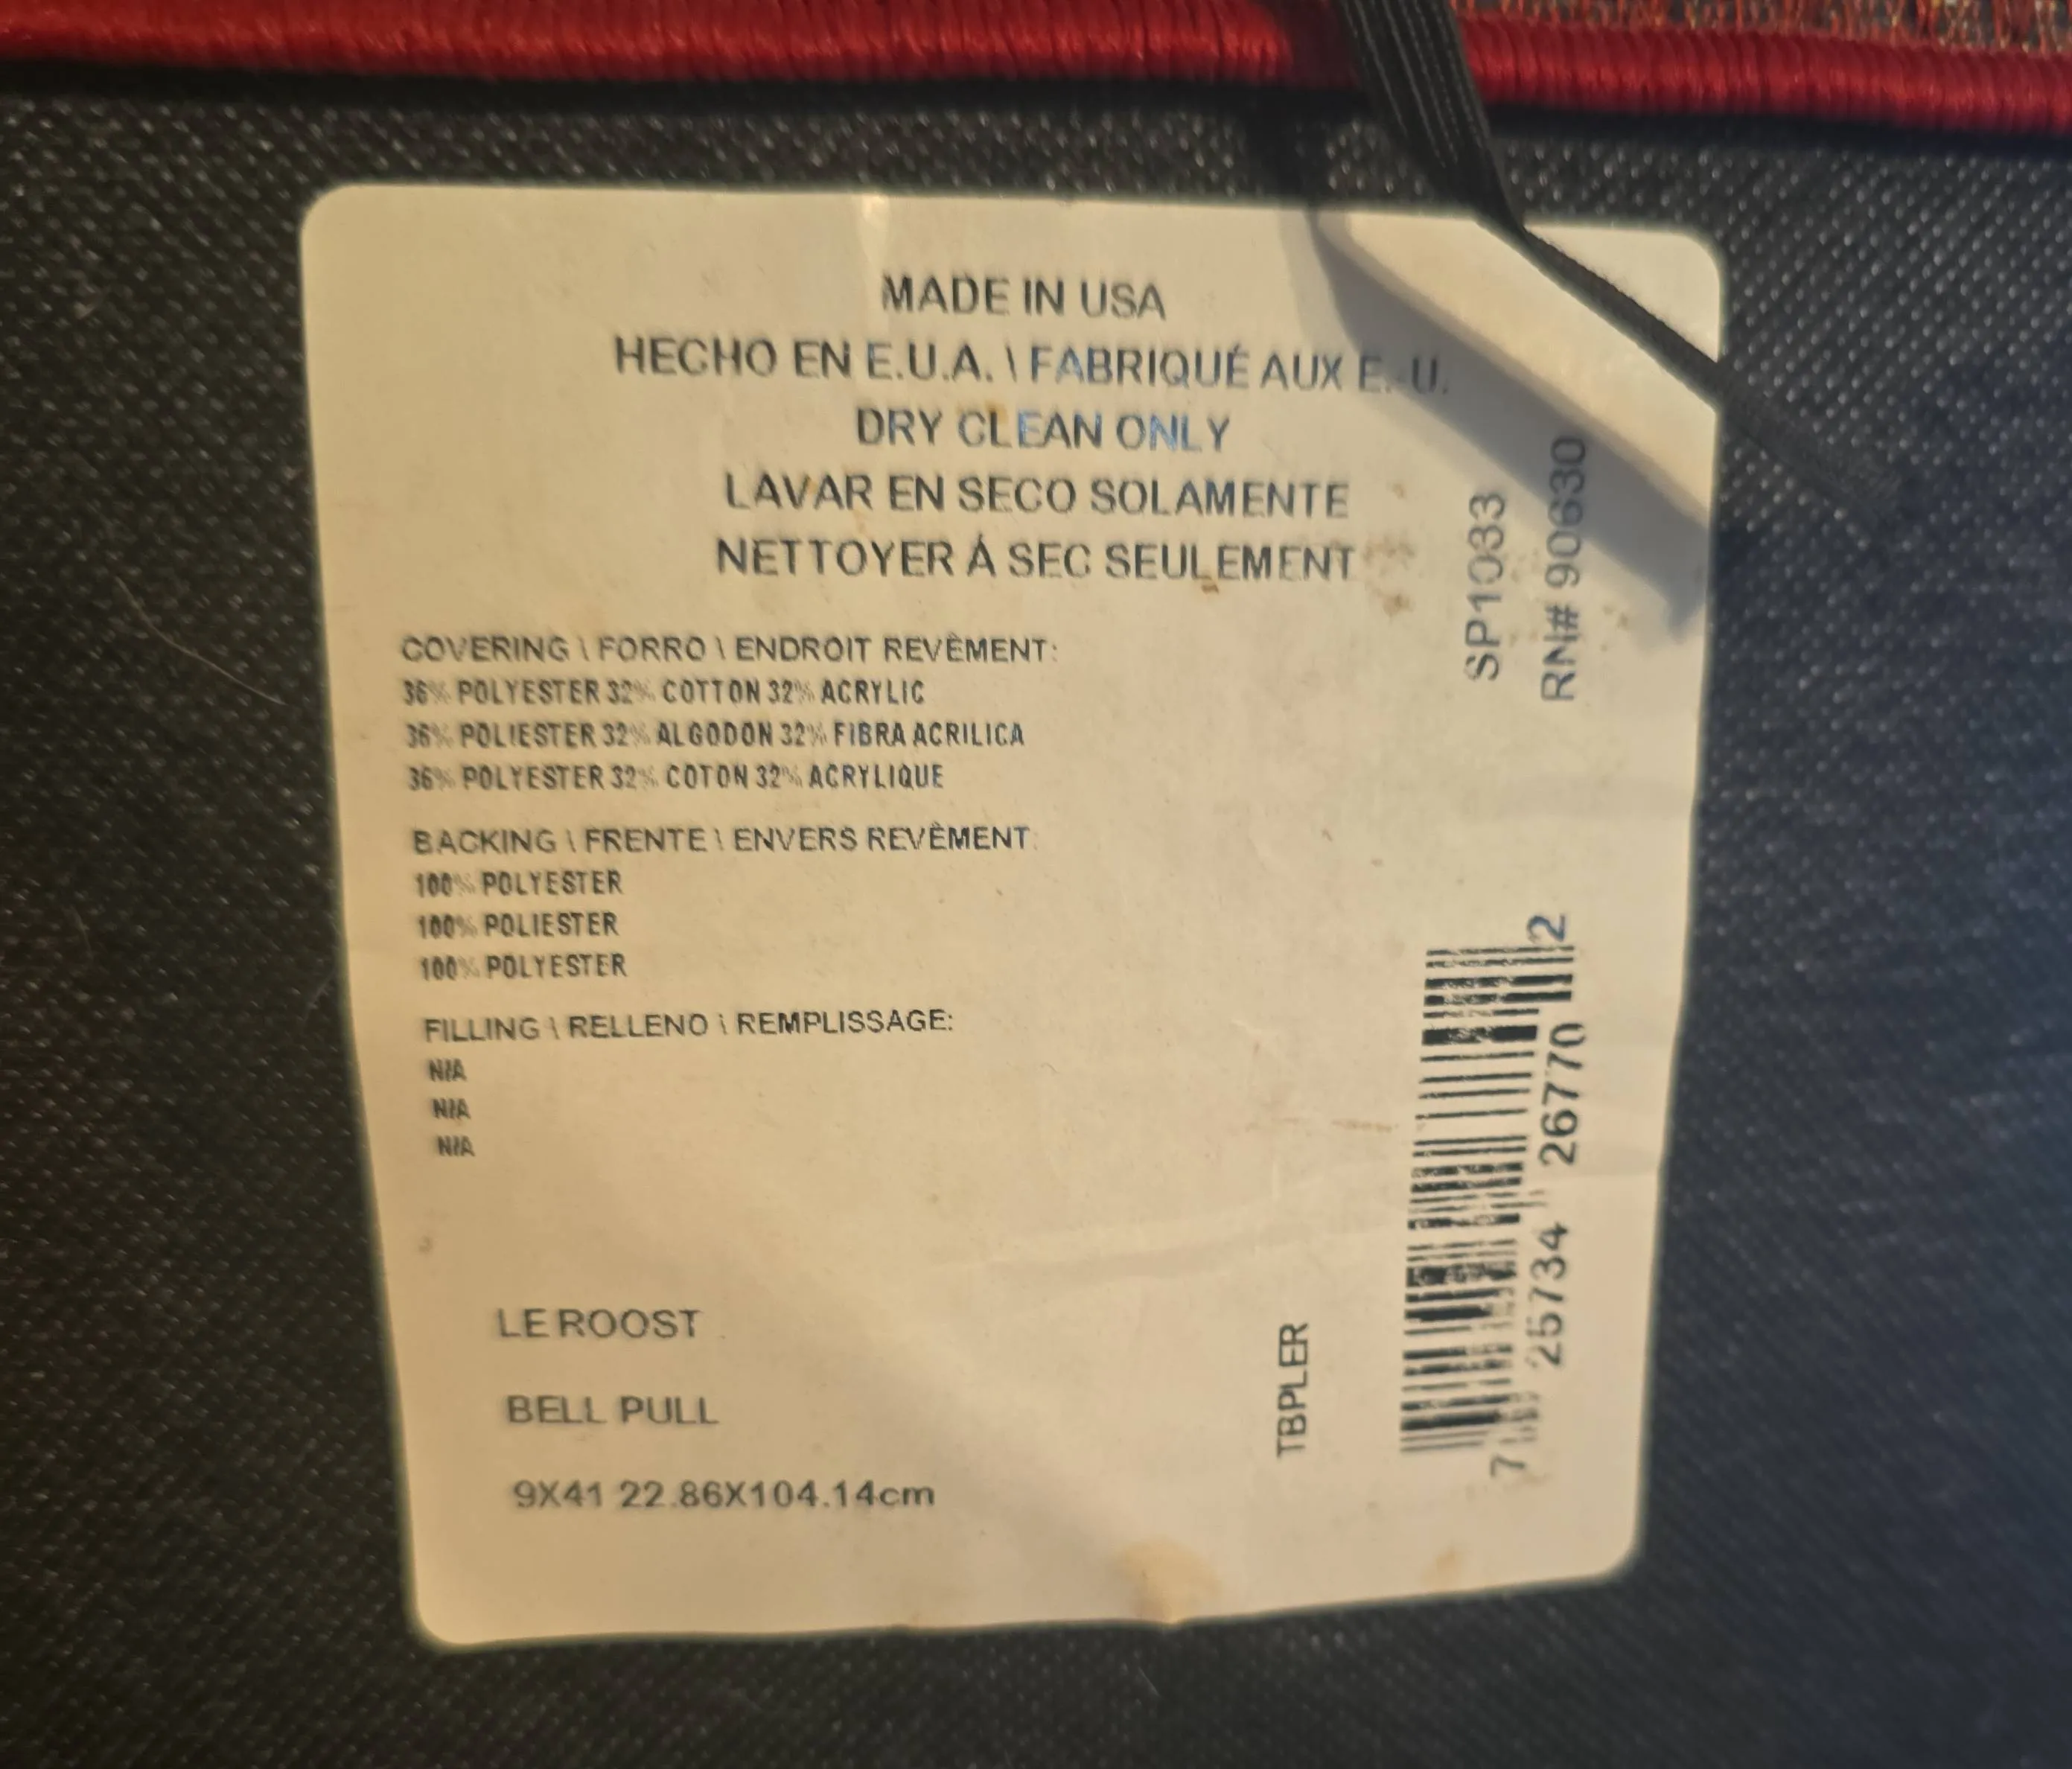 MADE IN USA
HECHO EN E.U.A. \ FABRIQUÉ AUX E.-U.
DRY CLEAN ONLY
LAVAR EN SECO SOLAMENTE
NETTOYER Á SEC SEULEMENT
COVERING \ FORRO \ ENDROIT REVÊMENT:
36% POLYESTER 32% COTTON 32% ACRYLIC
36% POLIESTER 32% ALGODON 32% FIBRA ACRILICA
36% POLYESTER 32% COTON 32% ACRYLIQUE
BACKING \ FRENTE \ ENVERS REVÊMENT:
100% POLYESTER
100% POLIESTER
100% POLYESTER
FILLING \ RELLENO \ REMPLISSAGE:
N/A
N/A
N/A
LE ROOST
BELL PULL
9X41 22.86X104.14cm
TBPLER
SP1033
RN# 90630
7 25734 26770 2